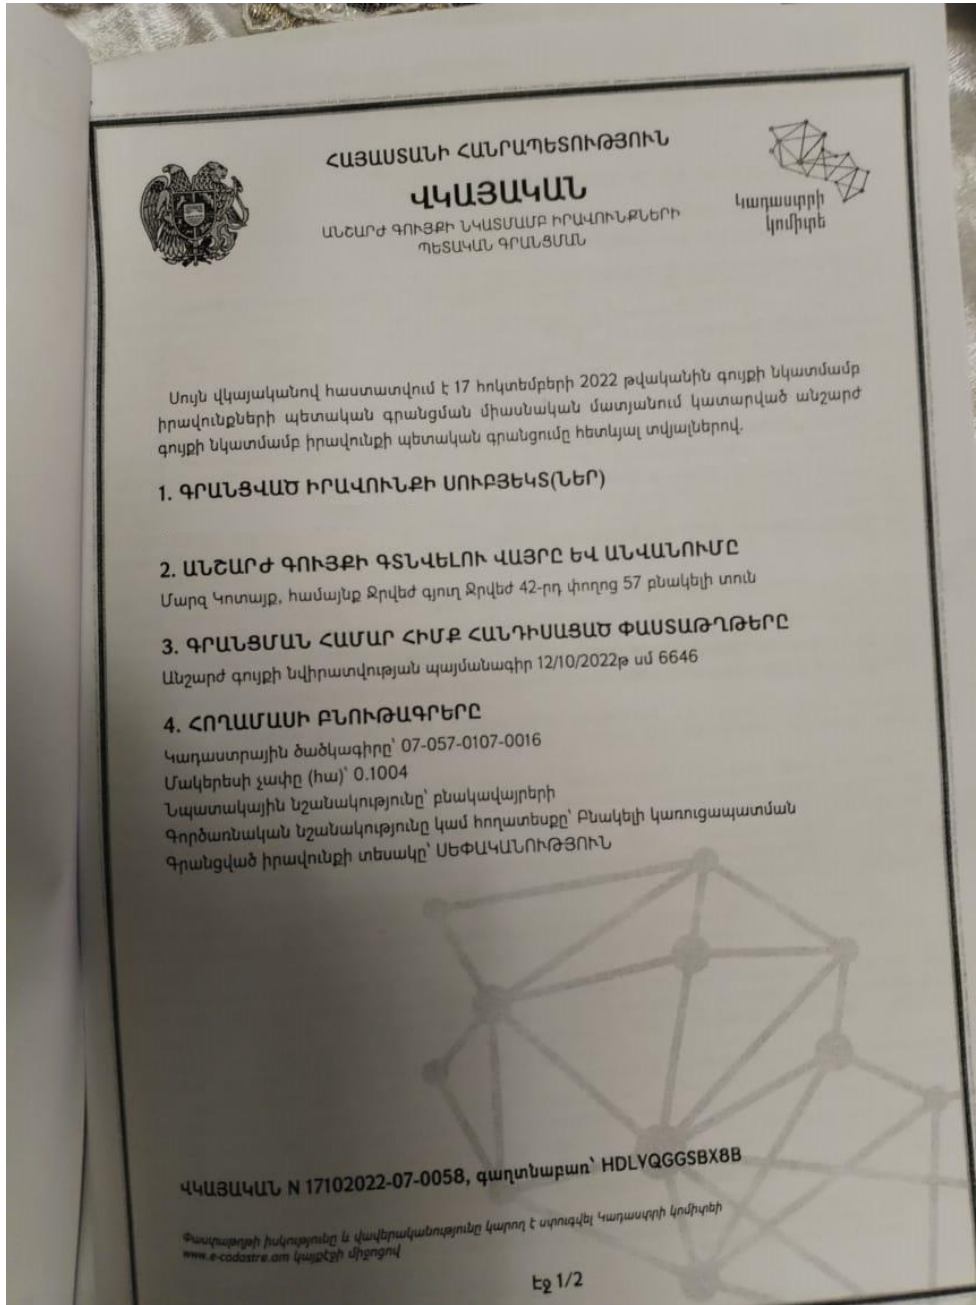 ՀԱՅԱՍՏԱՆԻ ՀԱՆՐԱՊԵՏՈՒԹՅՈՒՆ
ՎԿԱՅԱԿԱՆ
ԱՆՇԱՐԺ ԳՈՒՅՔԻ ՆԿԱՏՄԱՄԲ ԻՐԱՎՈՒՆՔՆԵՐԻ
ՊԵՏԱԿԱՆ ԳՐԱՆՑՄԱՆ
Կադաստրի
կոմիտե
Սույն վկայականով հաստատվում է 17 հոկտեմբերի 2022 թվականին գույքի նկատմամբ
իրավունքների պետական գրանցման միասնական մատյանում կատարված անշարժ
գույքի նկատմամբ իրավունքի պետական գրանցումը հետևյալ տվյալներով.
1. ԳՐԱՆՑՎԱԾ ԻՐԱՎՈՒՆՔԻ ՍՈՒԲՅԵԿՏ(ՆԵՐ)
2. ԱՆՇԱՐԺ ԳՈՒՅՔԻ ԳՏՆՎԵԼՈՒ ՎԱՅՐԸ ԵՎ ԱՆՎԱՆՈՒՄԸ
Մարզ Կոտայք, համայնք Ջրվեժ գյուղ Ջրվեժ 42-րդ փողոց 57 բնակելի տուն
3. ԳՐԱՆՑՄԱՆ ՀԱՄԱՐ ՀԻՄՔ ՀԱՆԴԻՍԱՑԱԾ ՓԱՍՏԱԹՂԹԵՐԸ
Անշարժ գույքի նվիրատվության պայմանագիր 12/10/2022թ սմ 6646
4. ՀՈՂԱՄԱՍԻ ԲՆՈՒԹԱԳՐԵՐԸ
Կադաստրային ծածկագիրը՝ 07-057-0107-0016
Մակերեսի չափը (հա)՝ 0.1004
Նպատակային նշանակությունը՝ բնակավայրերի
Գործառնական նշանակությունը կամ հողատեսքը՝ Բնակելի կառուցապատման
Գրանցված իրավունքի տեսակը՝ ՍԵՓԱԿԱՆՈՒԹՅՈՒՆ
ՎԿԱՅԱԿԱՆ N 17102022-07-0058, գաղտնաբառ՝ HDLVQGGSBX8B
Փաստաթղթի իսկությունը և վավերականությունը կարող է ստուգվել Կադաստրի կոմիտեի
www.e-cadastre.am կայքէջի միջոցով
Էջ 1/2